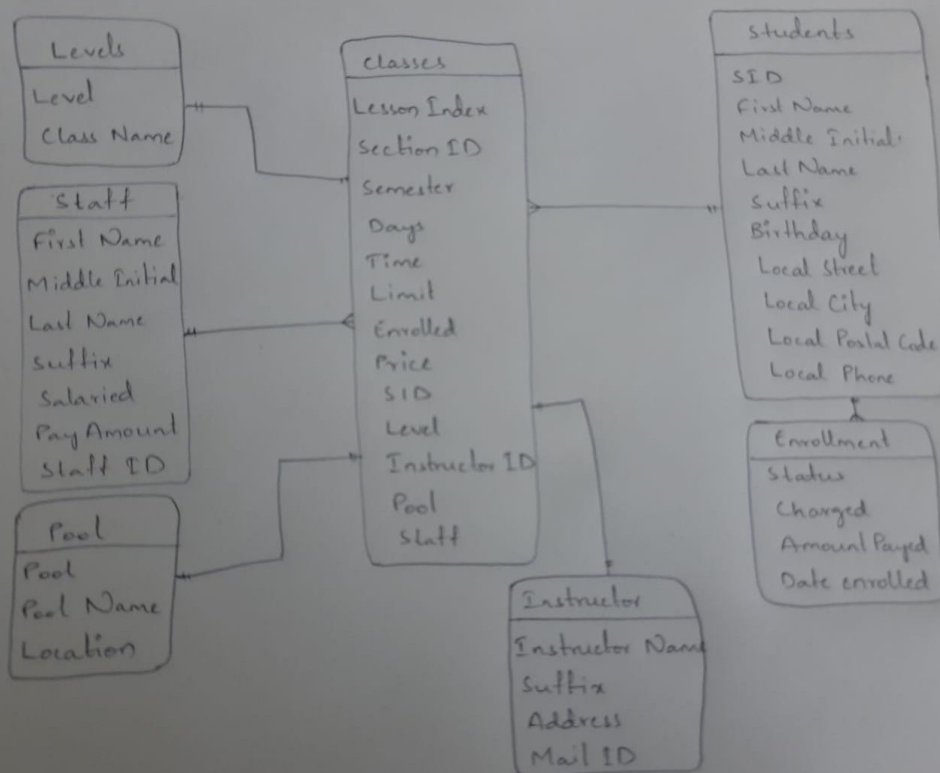 Levels
Level
Class Name
Staff
First Name
Middle Initial
Last Name
Suffix
Salaried
Pay Amount
Staff ID
Pool
Pool
Pool Name
Location
Classes
Lesson Index
Section ID
Semester
Days
Time
Limit
Enrolled
Price
SID
Level
Instructor ID
Pool
Staff
Students
SID
First Name
Middle Initial
Last Name
Suffix
Birthday
Local Street
Local City
Local Postal Code
Local Phone
Enrollment
Status
Charged
Amount Payed
Date enrolled
Instructor
Instructor Name
Suffix
Address
Mail ID